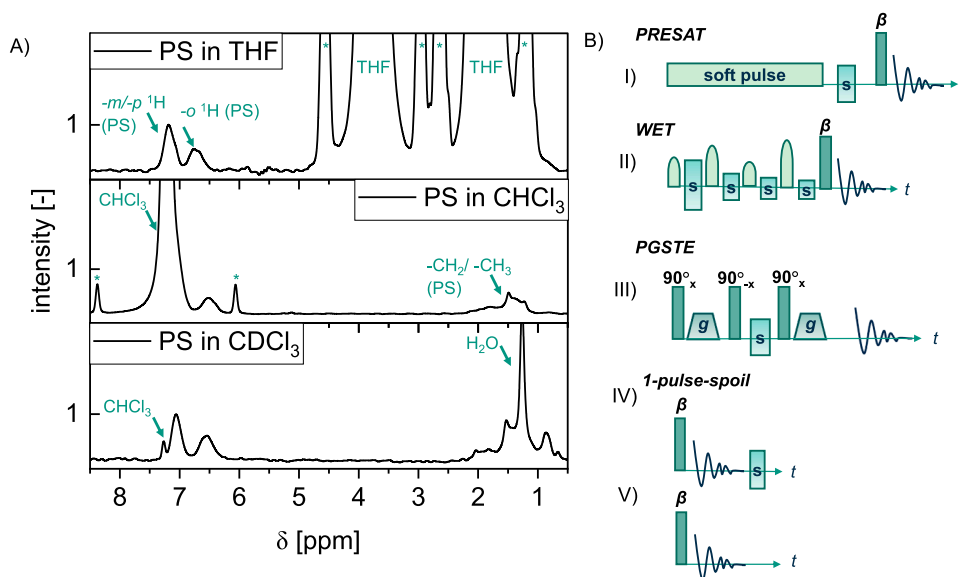 A)
PS in THF
THF
THF
*
*
*
*
-m/-p ¹H
(PS)
-o ¹H (PS)
1
PS in CHCl₃
CHCl₃
*
*
-CH₂/ -CH₃
(PS)
1
intensity [-]
PS in CDCl₃
H₂O
CHCl₃
1
8 7 6 5 4 3 2 1
δ [ppm]
B)
PRESAT
I)
soft pulse
s
β
WET
II)
s
s
s
s
β
t
PGSTE
III)
90°ₓ
90°₋ₓ
90°ₓ
g
s
g
t
1-pulse-spoil
IV)
β
s
t
V)
β
t